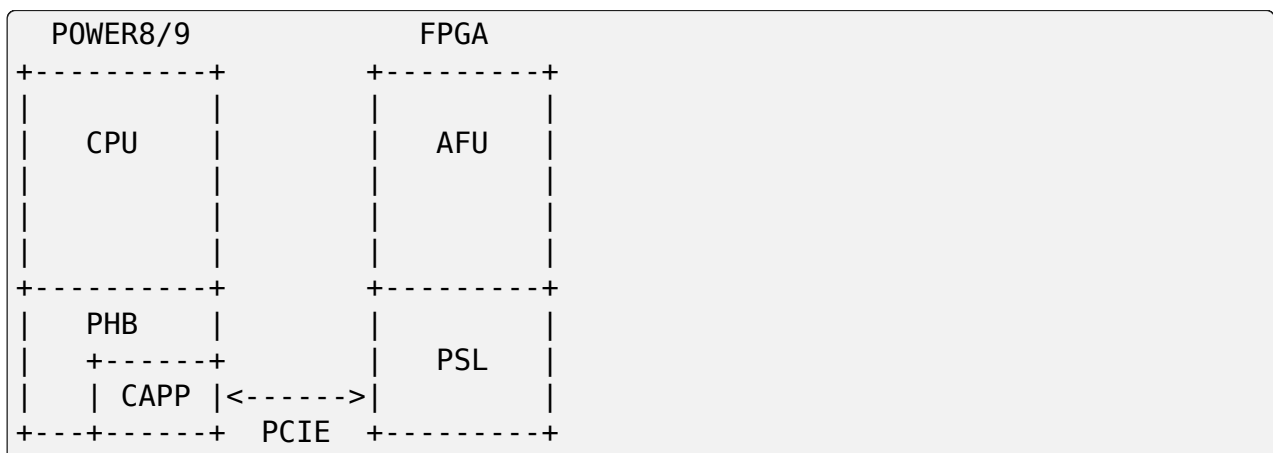 POWER8/9             FPGA
+----------+        +---------+
|          |        |         |
|   CPU    |        |   AFU   |
|          |        |         |
|          |        |         |
|          |        |         |
+----------+        +---------+
|   PHB    |        |         |
|   +------+        |   PSL   |
|   | CAPP |<------>|         |
+---+------+  PCIE  +---------+